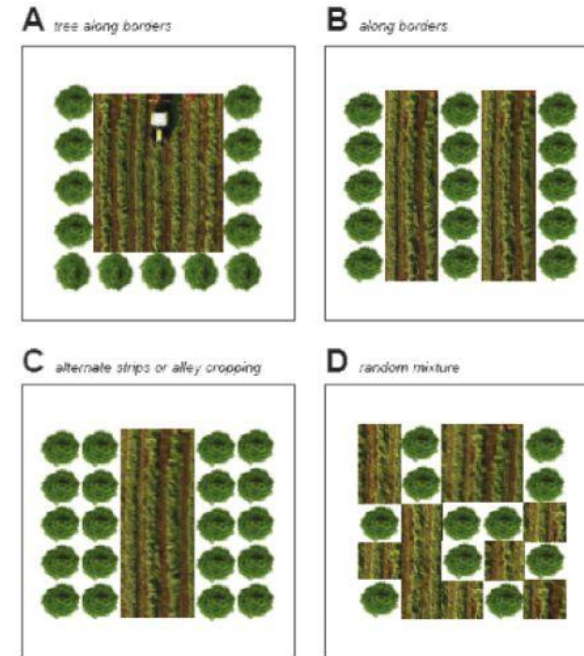 A tree along borders
B along borders
C alternate strips or alley cropping
D random mixture